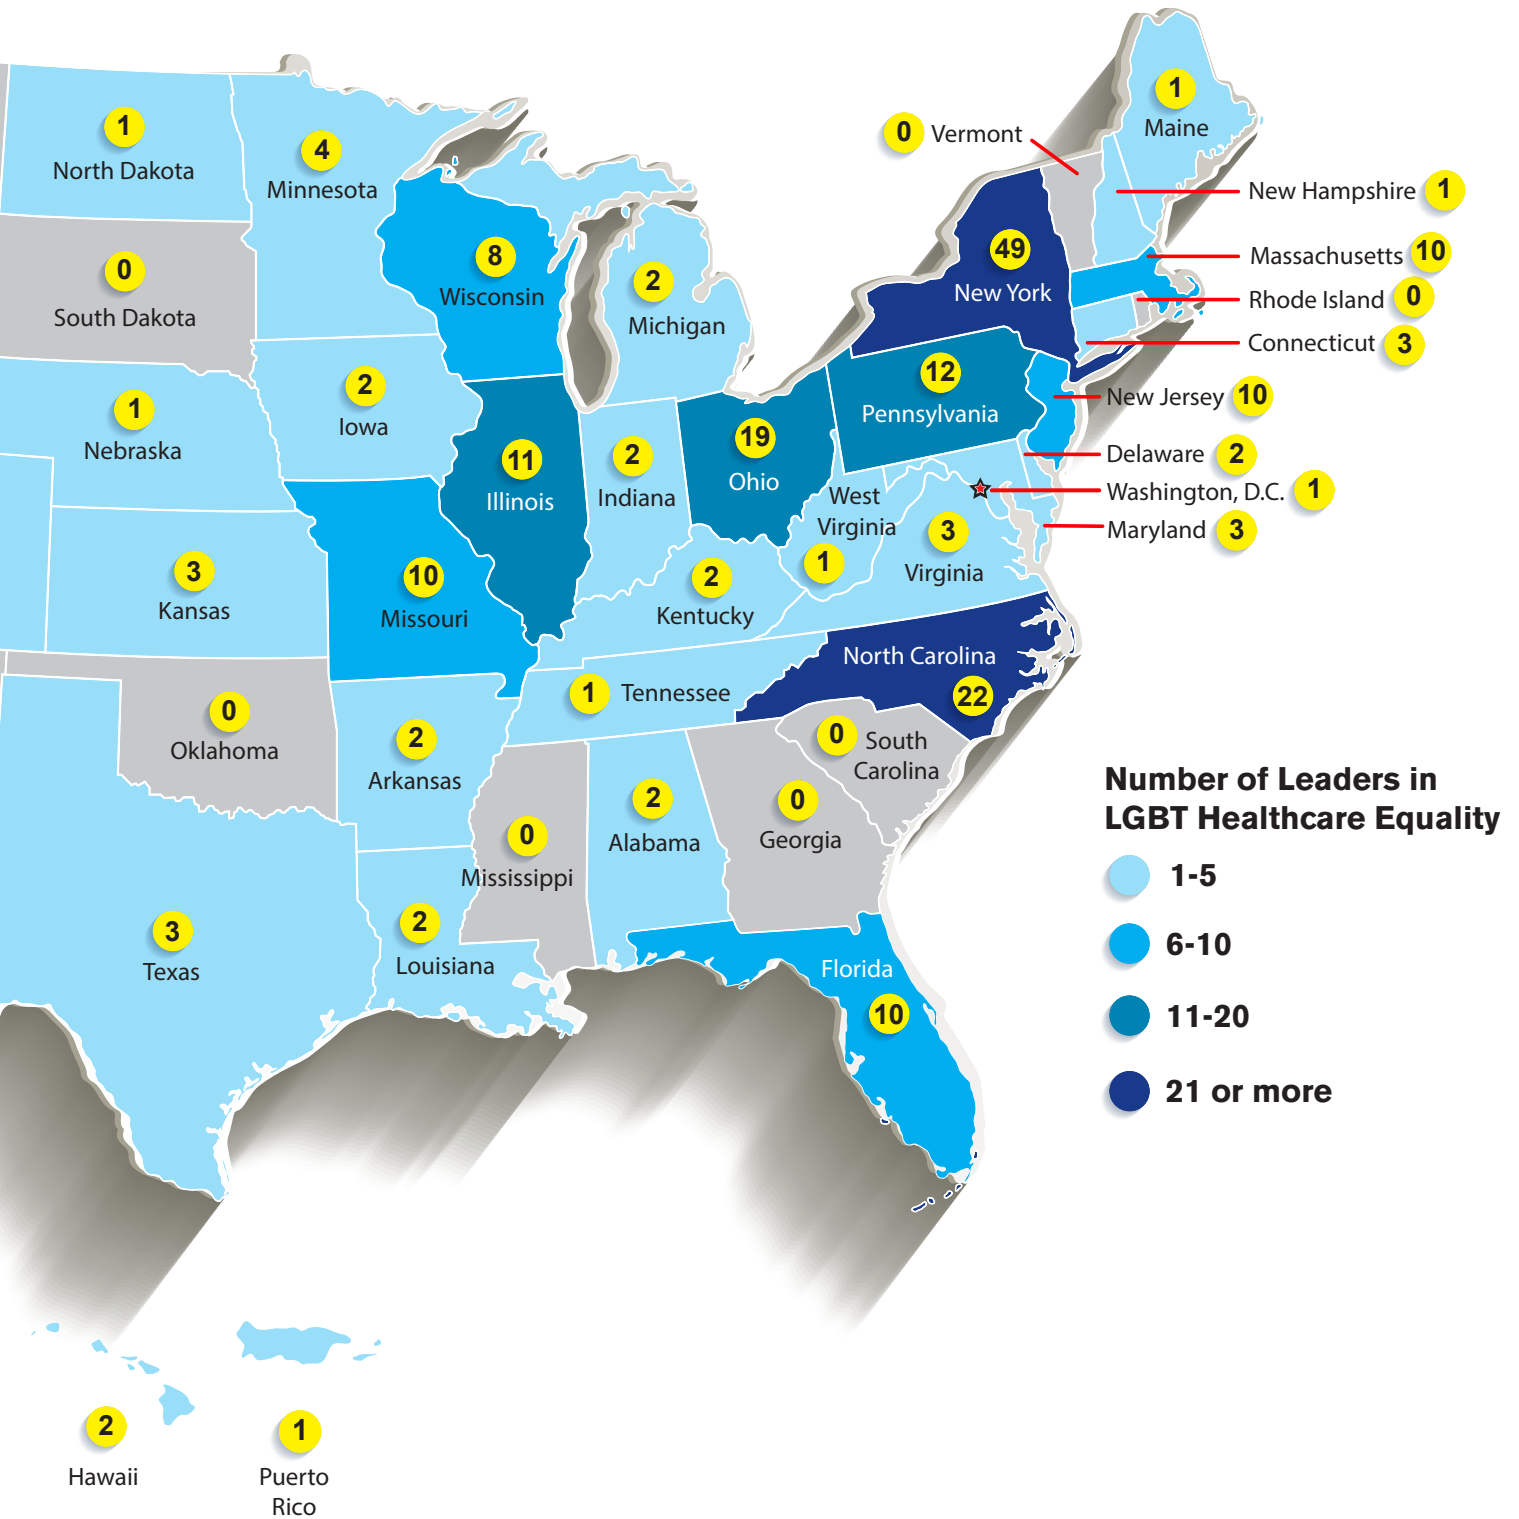 1
North Dakota
4
Minnesota
0
South Dakota
8
Wisconsin
2
Michigan
1
Nebraska
2
Iowa
11
Illinois
2
Indiana
19
Ohio
12
Pennsylvania
49
New York
1
Maine
0 Vermont
New Hampshire 1
Massachusetts 10
Rhode Island 0
Connecticut 3
New Jersey 10
Delaware 2
Washington, D.C. 1
Maryland 3
3
Kansas
10
Missouri
2
Kentucky
West
Virginia
1
3
Virginia
0
Oklahoma
2
Arkansas
1 Tennessee
North Carolina
22
0 South
Carolina
3
Texas
2
Louisiana
0
Mississippi
2
Alabama
0
Georgia
Florida
10
Number of Leaders in
LGBT Healthcare Equality
1-5
6-10
11-20
21 or more
2
Hawaii
1
Puerto
Rico